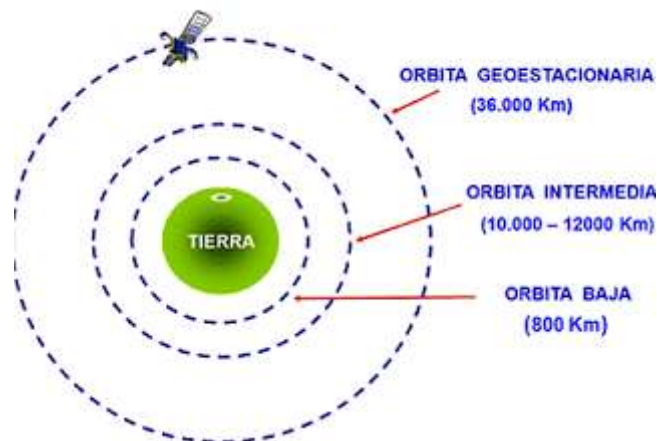 ORBITA GEOESTACIONARIA
(36.000 Km)
ORBITA INTERMEDIA
(10.000 – 12000 Km)
TIERRA
ORBITA BAJA
(800 Km)